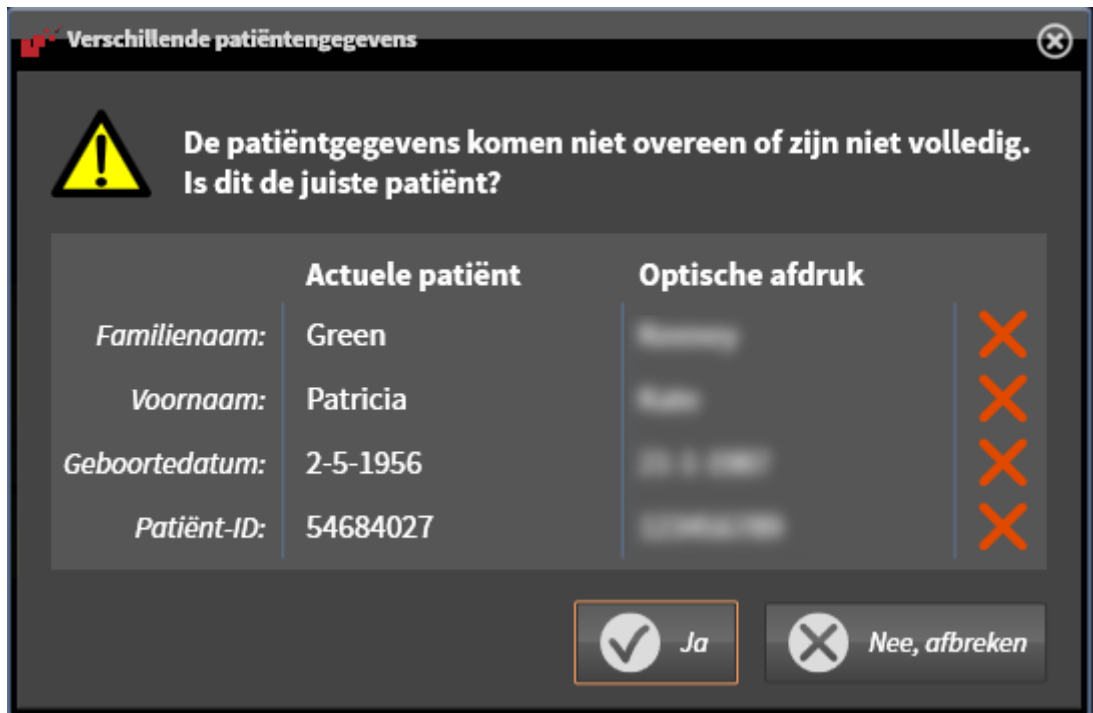 Verschillende patiëntengegevens
De patiëntgegevens komen niet overeen of zijn niet volledig.
Is dit de juiste patiënt?
Actuele patiënt Optische afdruk
Familienaam: Green
Voornaam: Patricia
Geboortedatum: 2-5-1956
Patiënt-ID: 54684027
Ja Nee, afbreken